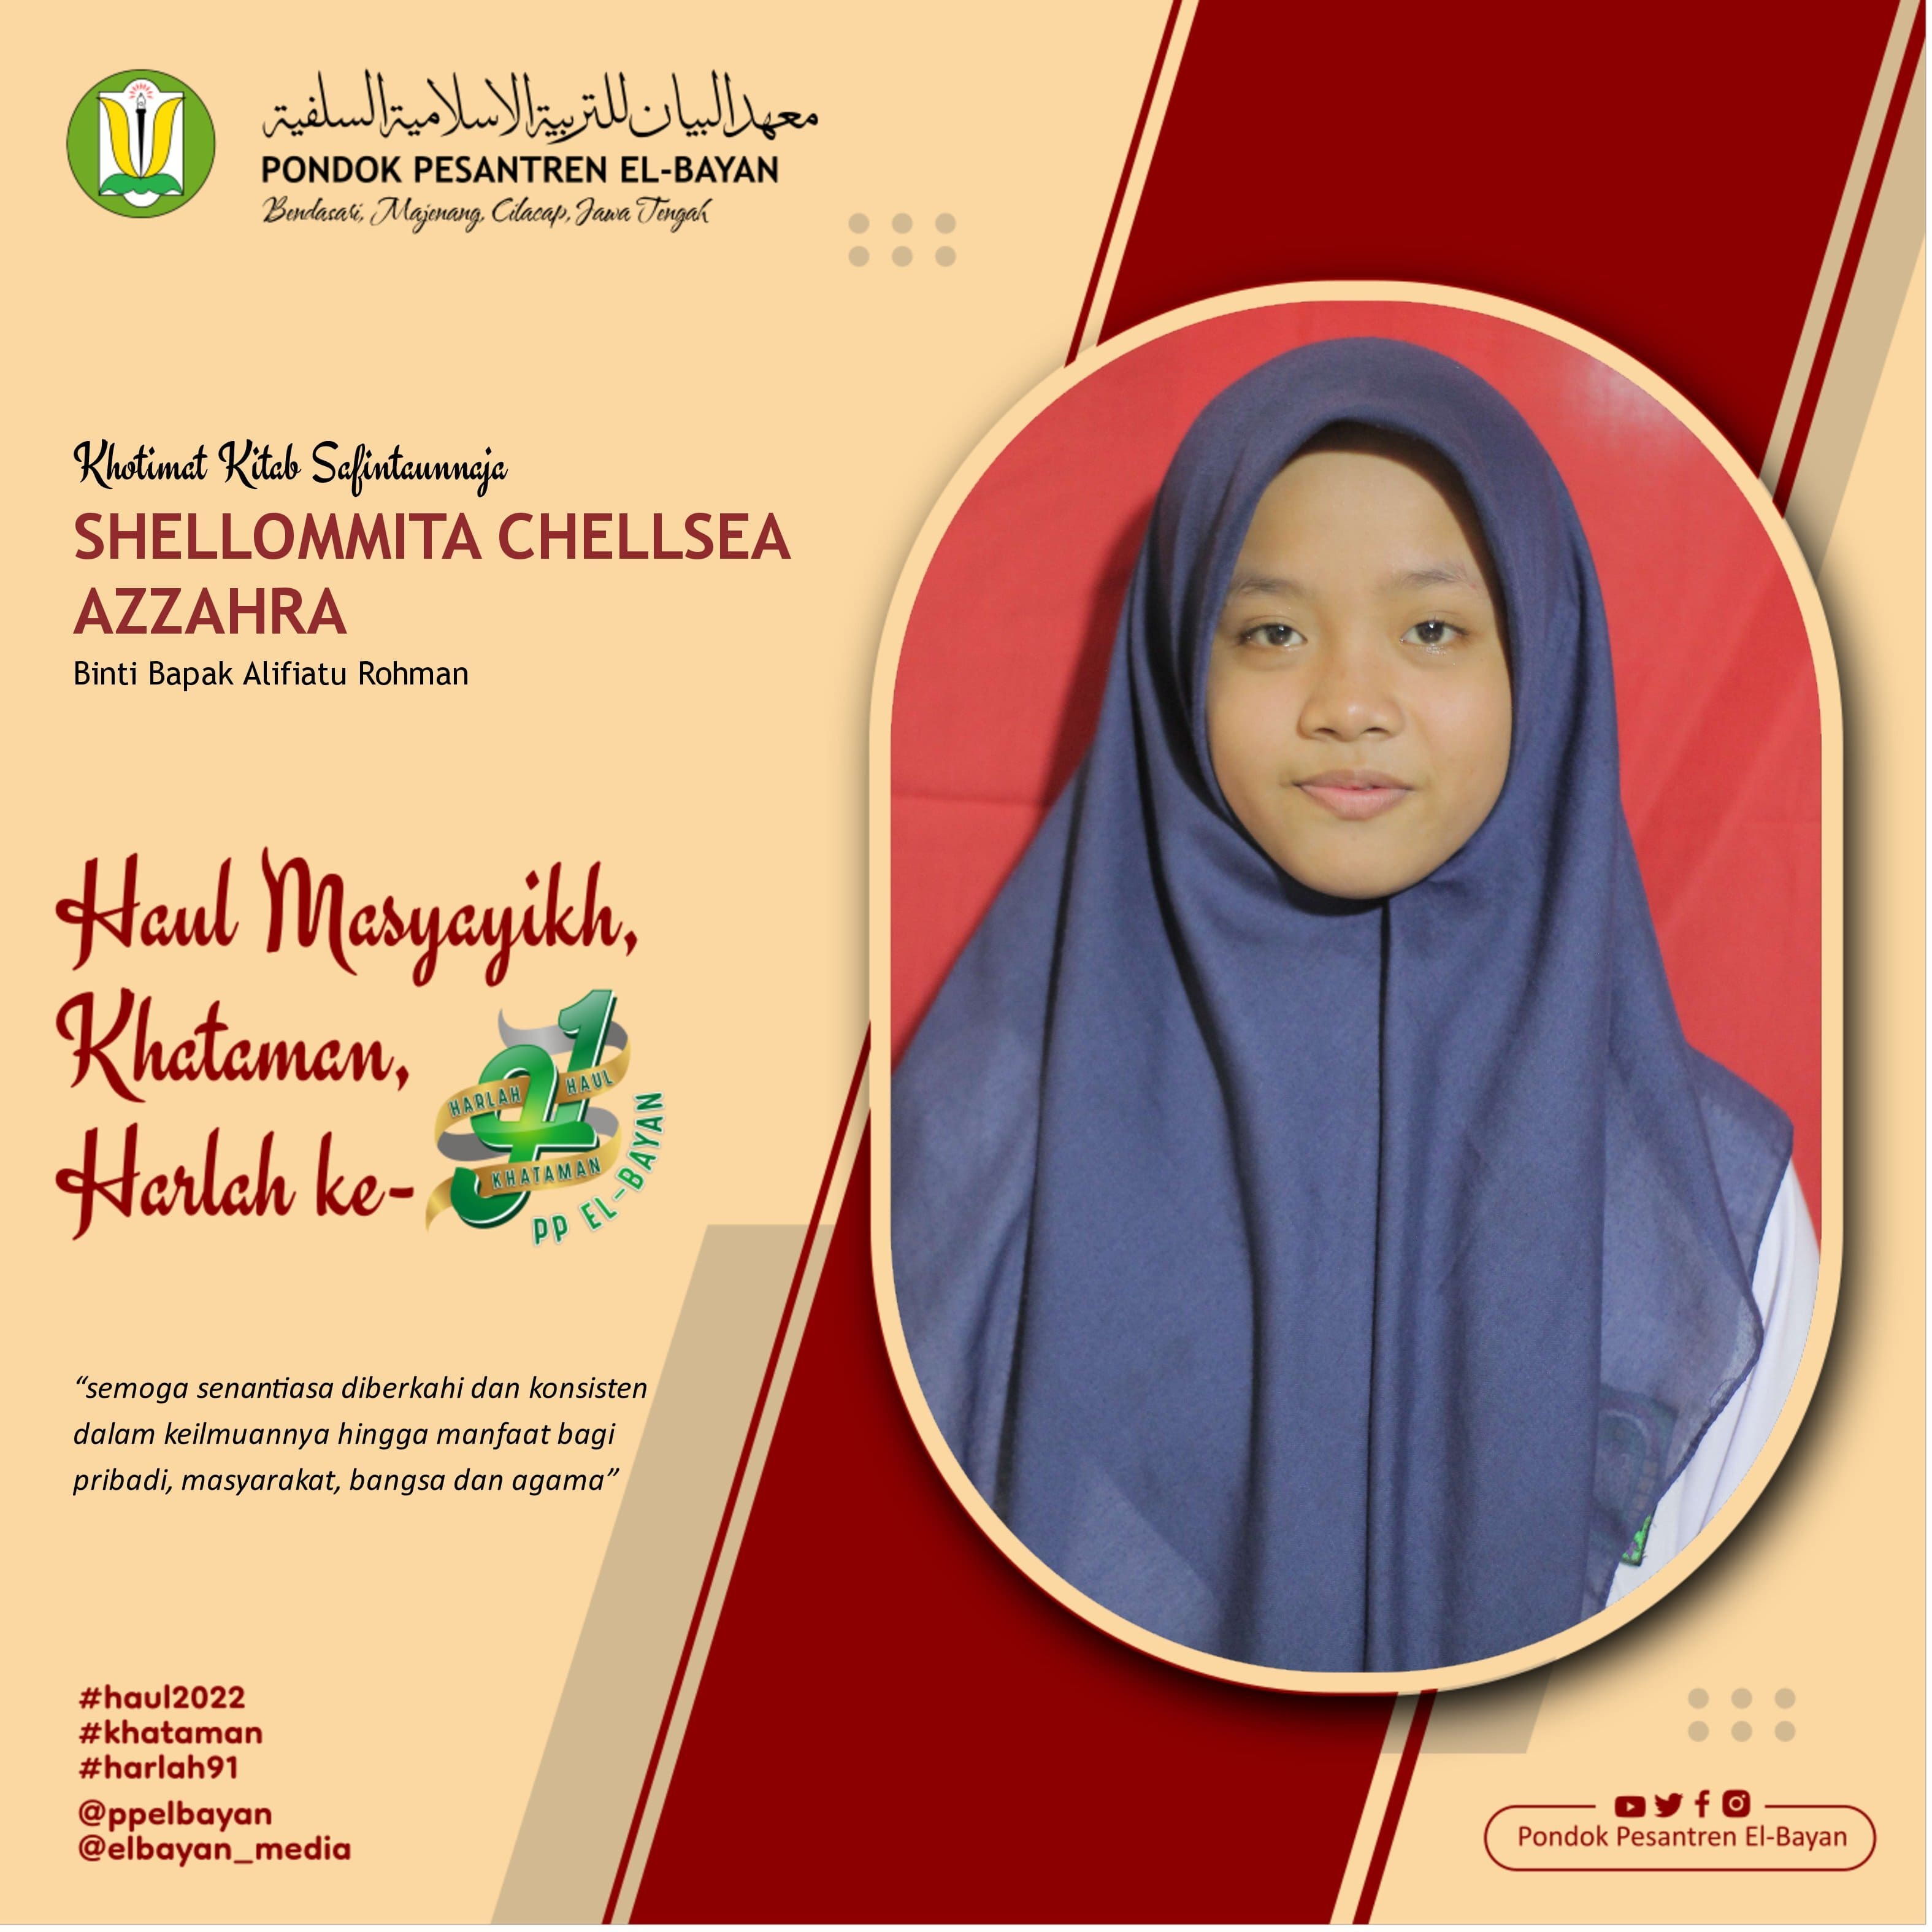 معهد البيان للتربية الاسلامية السلفية
PONDOK PESANTREN EL-BAYAN
Bendasari, Majenang, Cilacap, Jawa Tengah
Khotimat Kitab Safintaunnaja
SHELLOMMITA CHELLSEA
AZZAHRA
Binti Bapak Alifiatu Rohman
Haul Masyayikh,
Khataman,
Harlah ke-
91
HARLAH HAUL
KHATAMAN
PP EL-BAYAN
“semoga senantiasa diberkahi dan konsisten
dalam keilmuannya hingga manfaat bagi
pribadi, masyarakat, bangsa dan agama”
#haul2022
#khataman
#harlah91
@ppelbayan
@elbayan_media
Pondok Pesantren El-Bayan